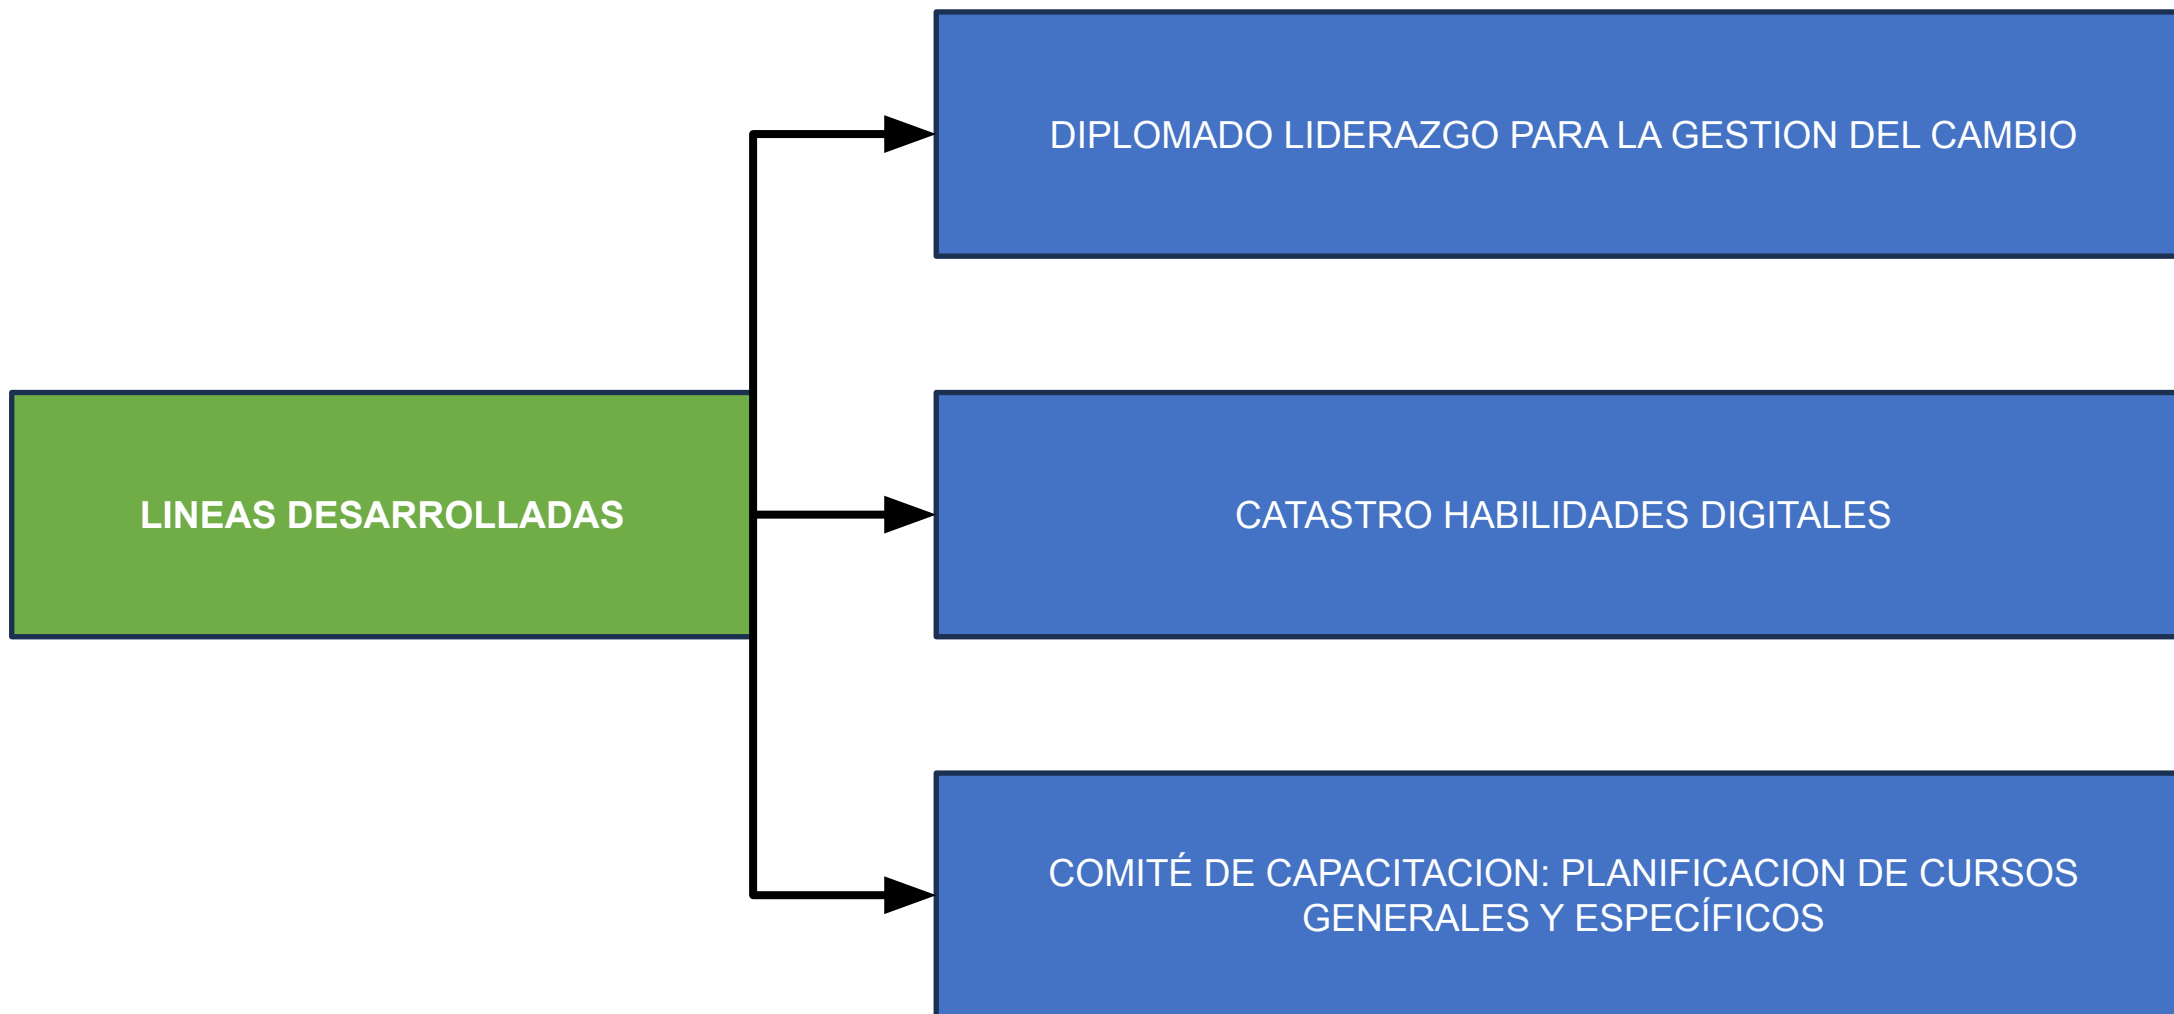 DIPLOMADO LIDERAZGO PARA LA GESTION DEL CAMBIO
LINEAS DESARROLLADAS
CATASTRO HABILIDADES DIGITALES
COMITÉ DE CAPACITACION: PLANIFICACION DE CURSOS
GENERALES Y ESPECÍFICOS